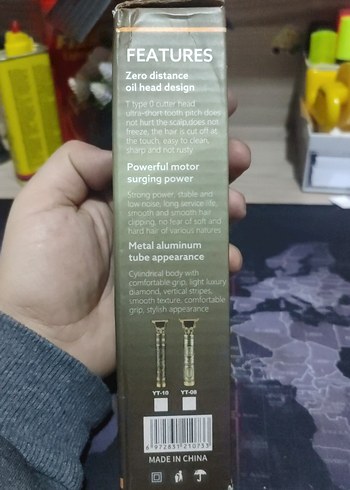 FEATURES
Zero distance
oil head design
T type 0 cutter head
ultra-short tooth pitch does
not hurt the scalp,does not
freeze, the hair is cut off at
the touch, easy to clean,
sharp and not rusty
Powerful motor
surging power
Strong power, stable and
low noise, long service life,
smooth and smooth hair
clipping, no fear of soft and
hard hair of various natures
Metal aluminum
tube appearance
Cylindrical body with
comfortable grip, light luxury
diamond, vertical stripes,
smooth texture, comfortable
grip, stylish appearance
YT-10 YT-08
6 972851 210753
MADE IN CHINA